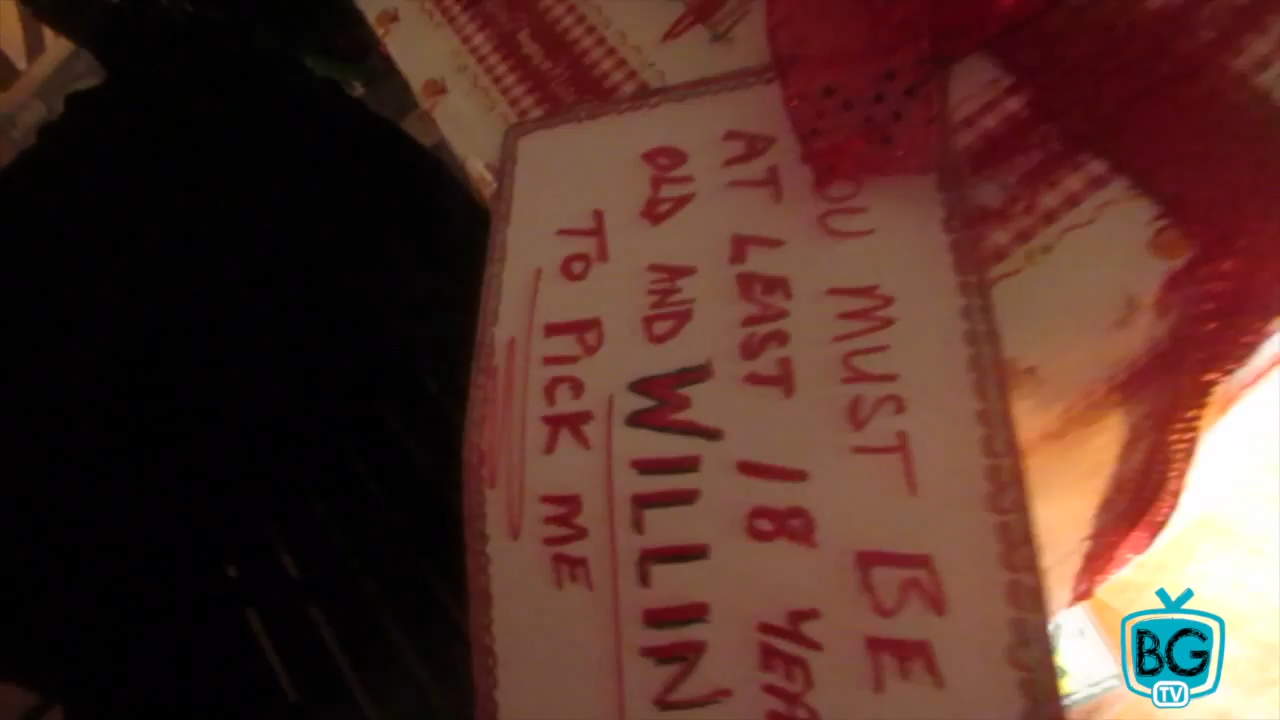 OU MUST BE
AT LEAST 18 YEA
OLD AND WILLIN
TO PICK ME
BG
TV